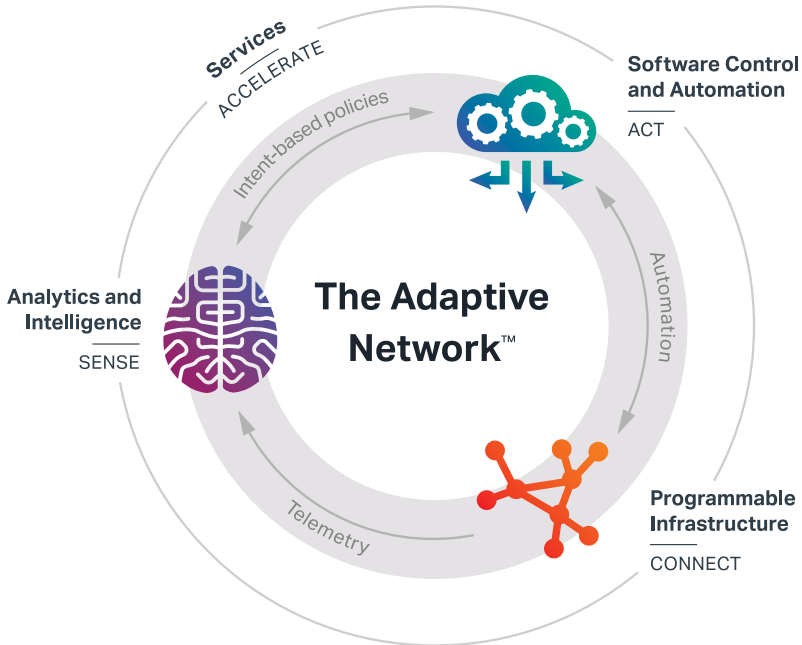 Services
ACCELERATE
Software Control
and Automation
ACT
Intent-based policies
Automation
Analytics and
Intelligence
SENSE
The Adaptive
Network™
Telemetry
Programmable
Infrastructure
CONNECT